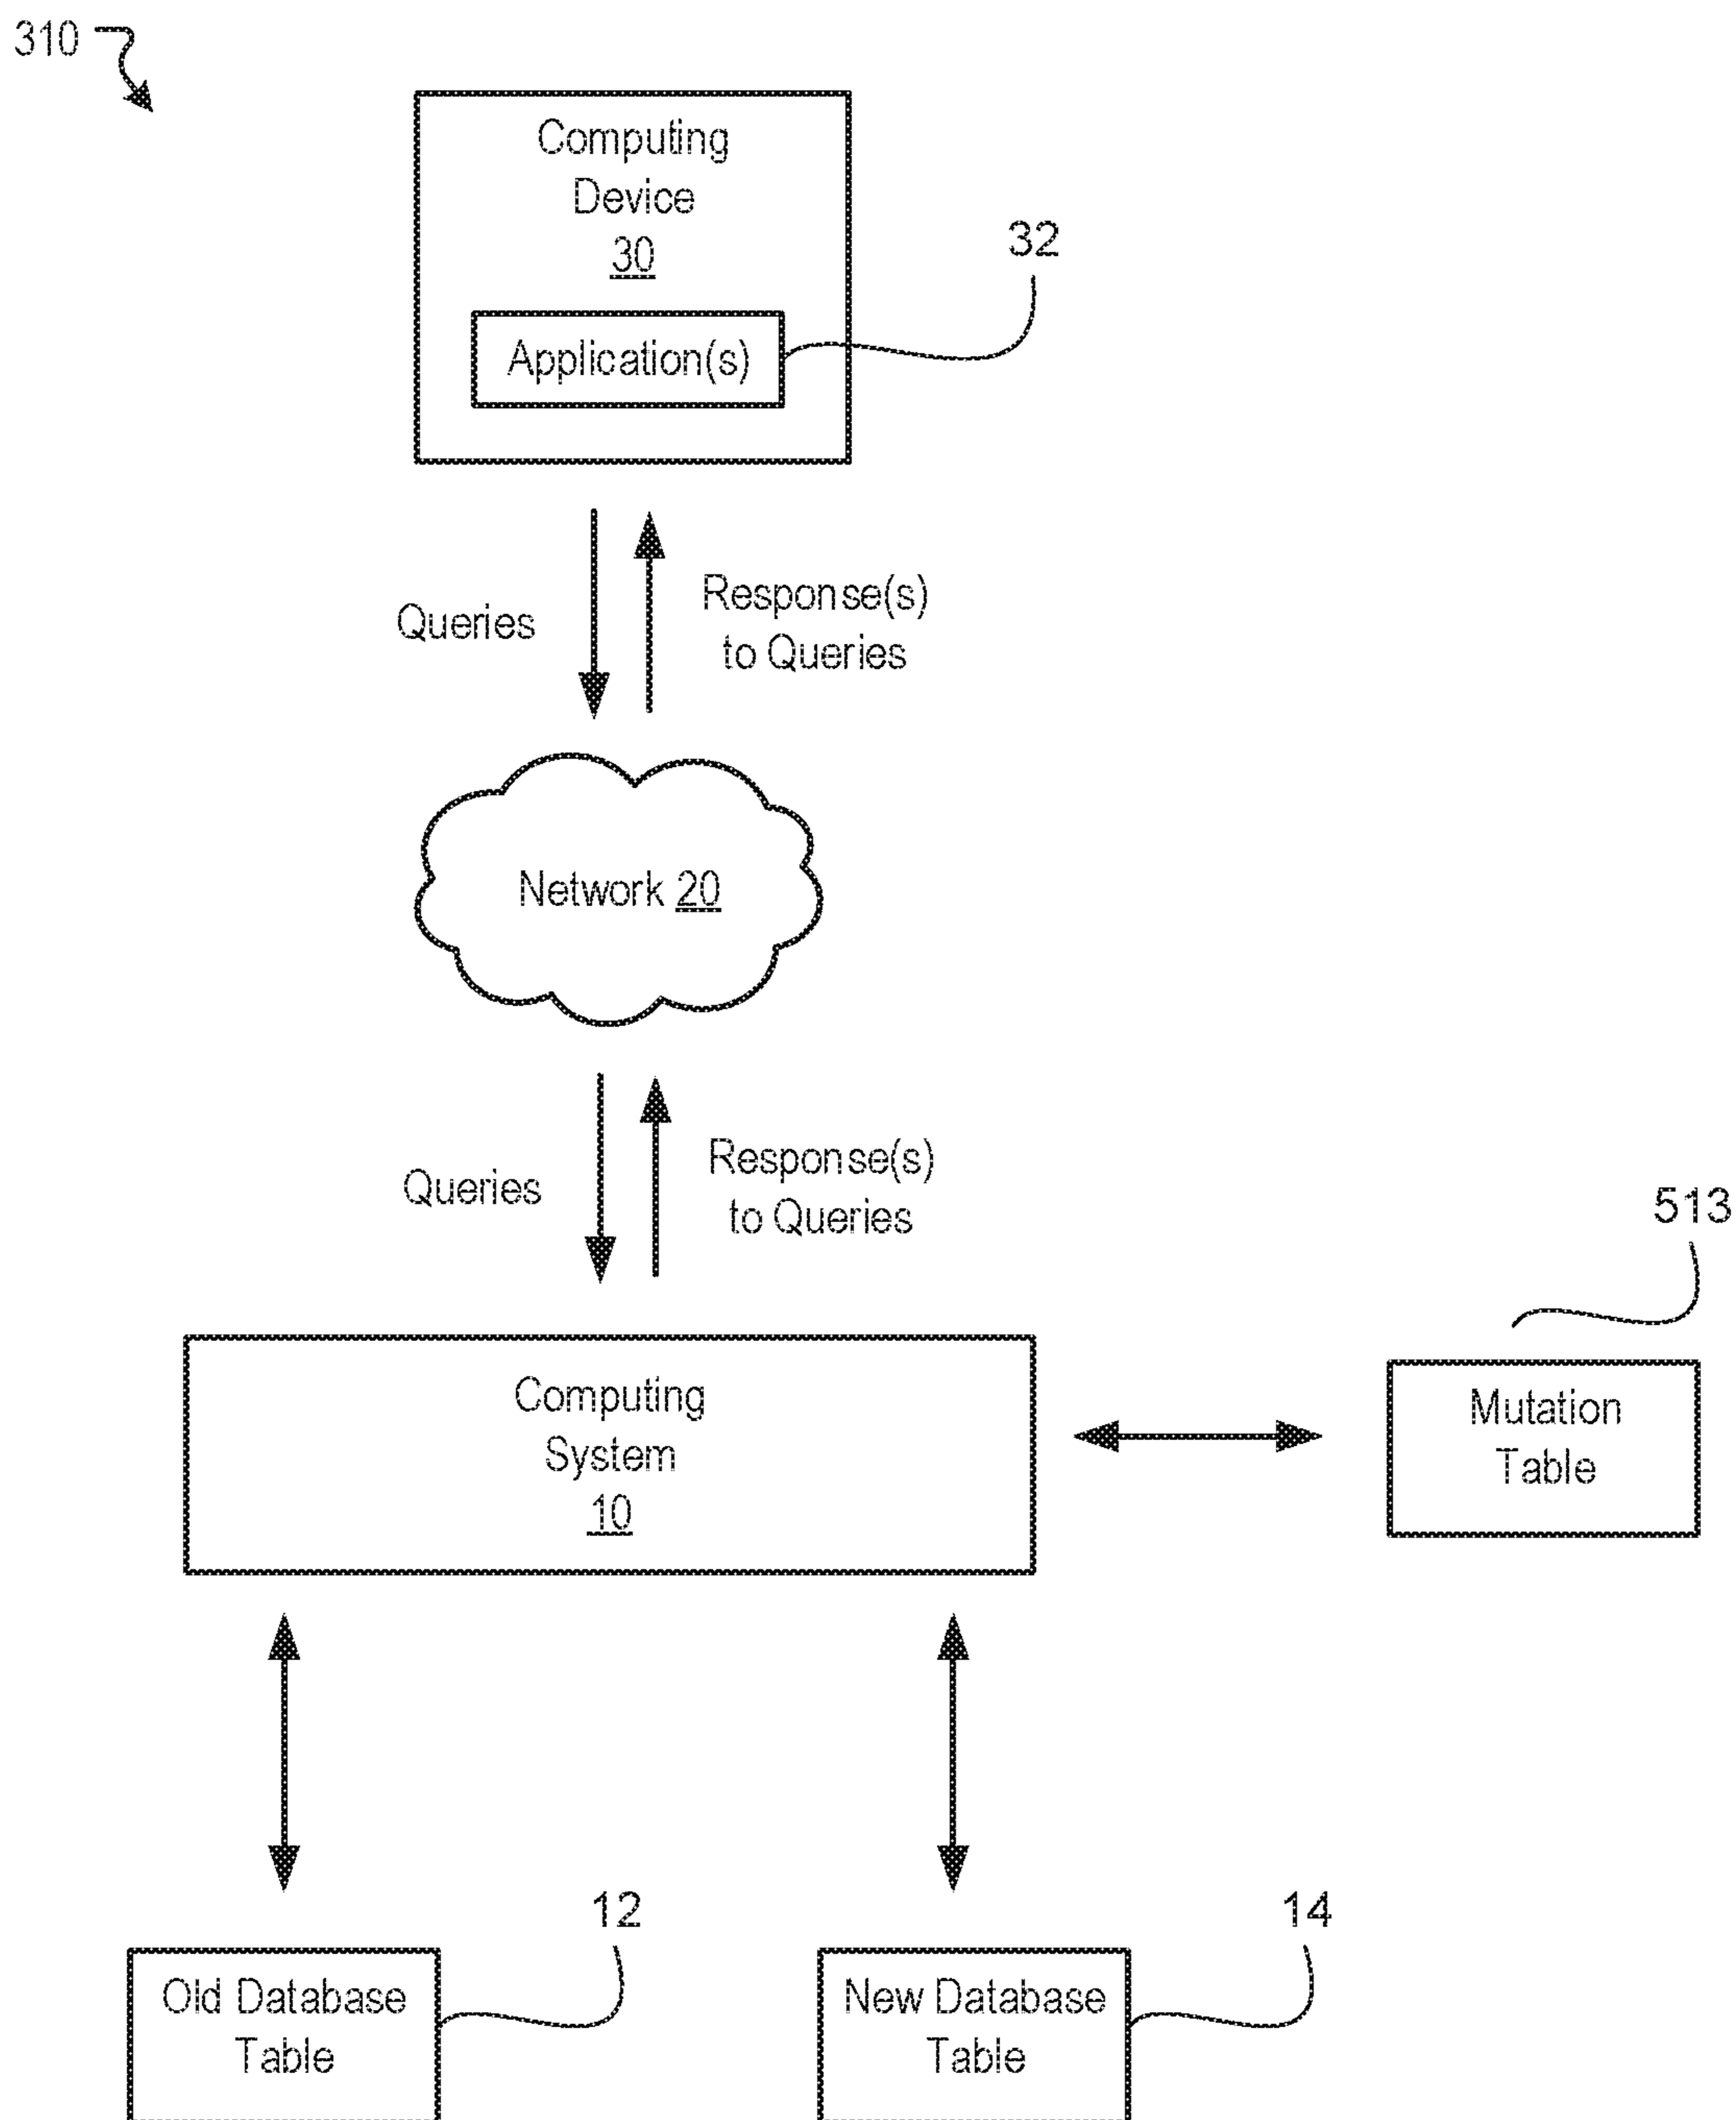 310
Computing
Device
30
32
Application(s)
Queries
Response(s)
to Queries
Network 20
Queries
Response(s)
to Queries
513
Computing
System
10
Mutation
Table
12
14
Old Database
Table
New Database
Table